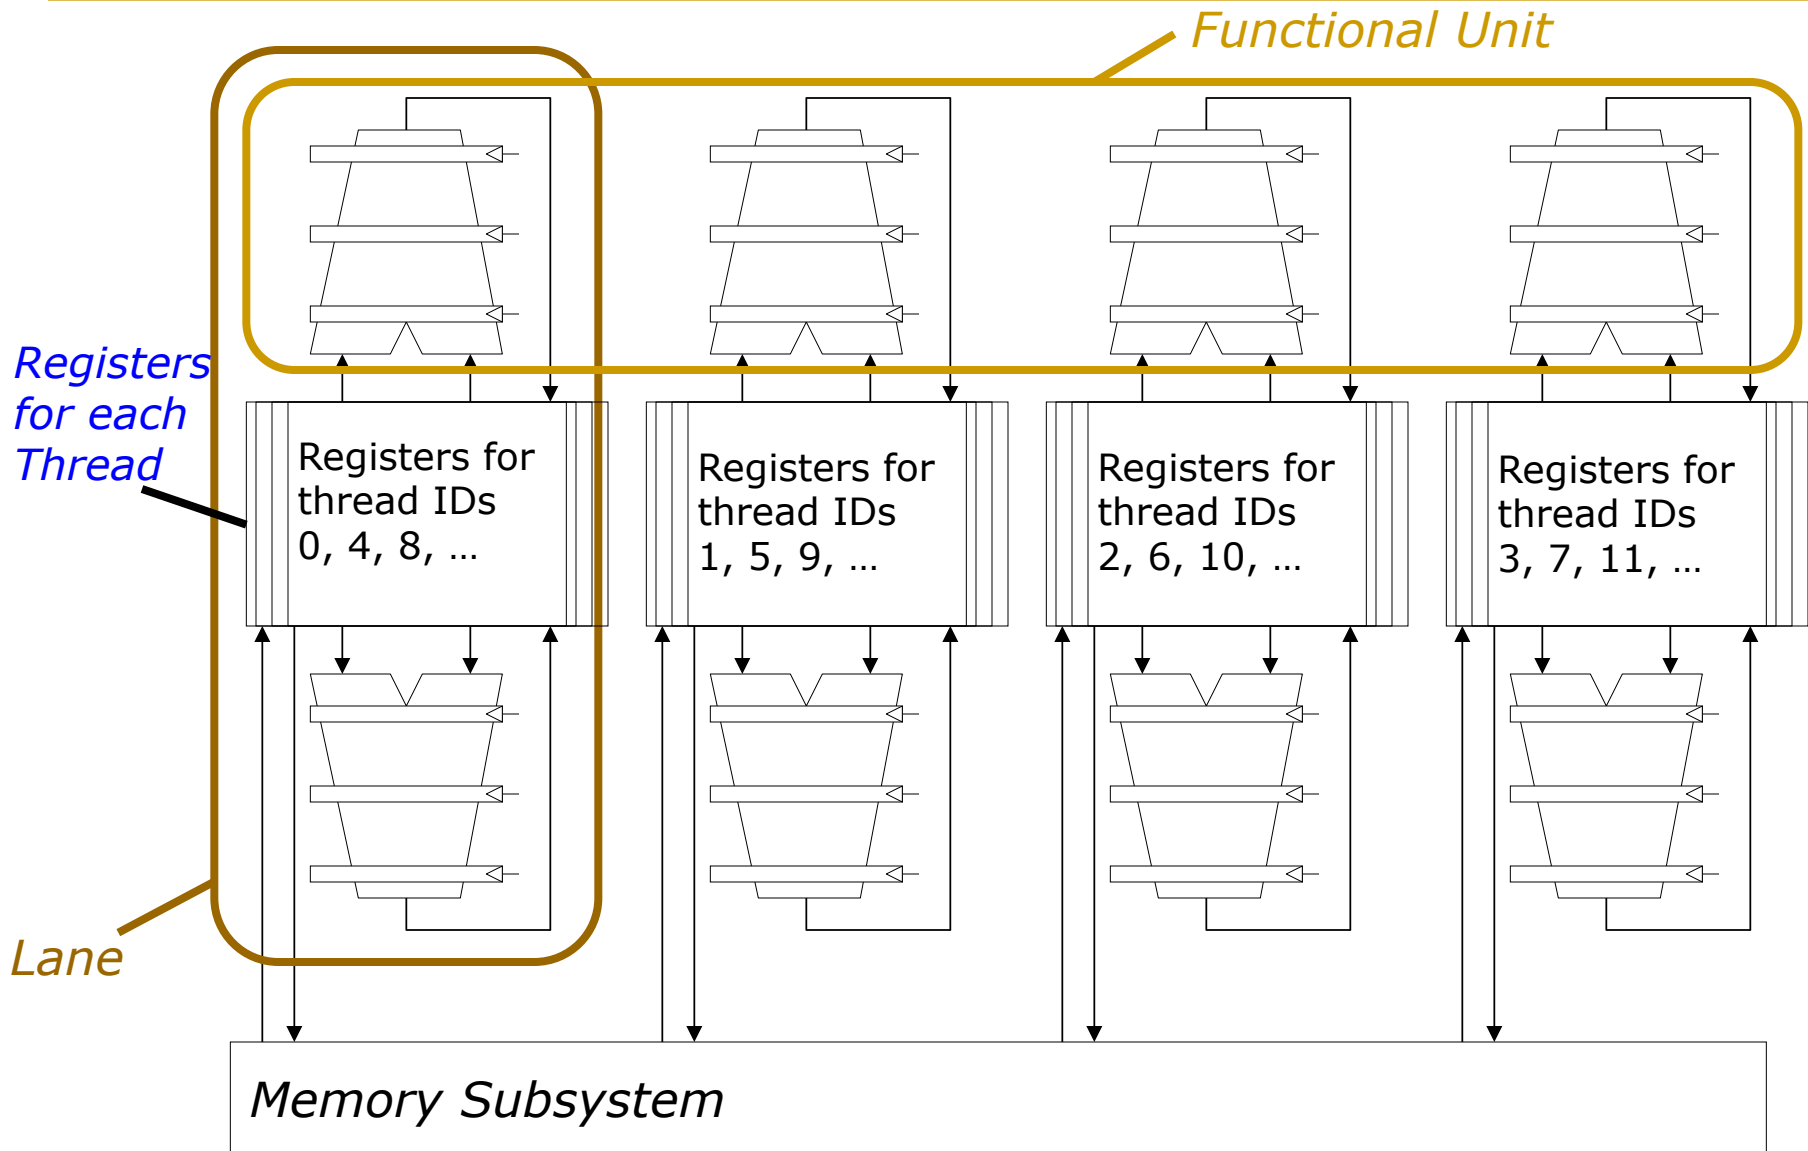 Functional Unit
Registers
for each
Thread
Registers for
thread IDs
0, 4, 8, …
Registers for
thread IDs
1, 5, 9, …
Registers for
thread IDs
2, 6, 10, …
Registers for
thread IDs
3, 7, 11, …
Lane
Memory Subsystem